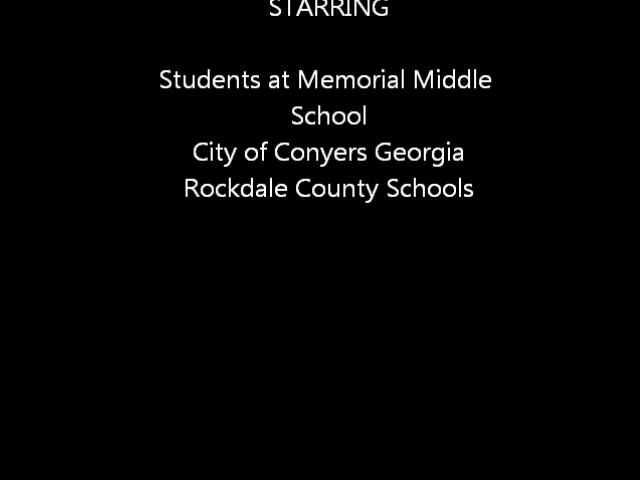 STARRING
Students at Memorial Middle
School
City of Conyers Georgia
Rockdale County Schools